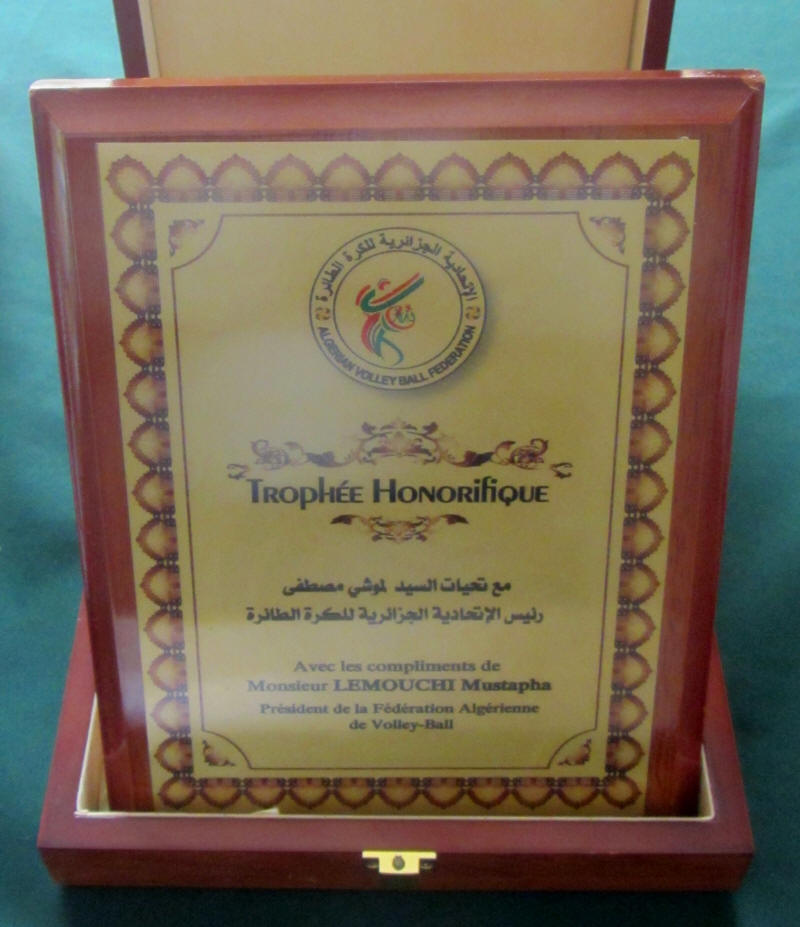 الإتحادية الجزائرية للكرة الطائرة
ALGERIAN VOLLEY BALL FEDERATION
TROPHÉE HONORIFIQUE
مع تحيات السيد لموشي مصطفى
رئيس الإتحادية الجزائرية للكرة الطائرة
Avec les compliments de
Monsieur LEMOUCHI Mustapha
Président de la Fédération Algérienne
de Volley-Ball